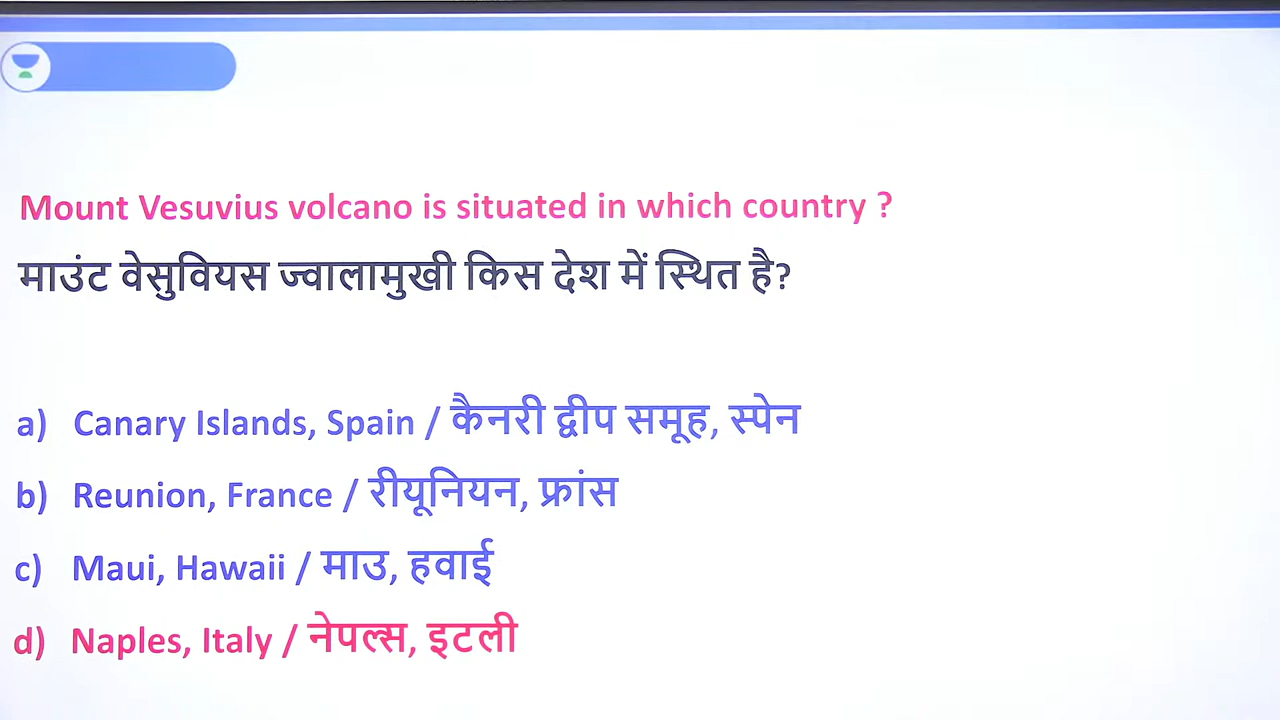 Mount Vesuvius volcano is situated in which country ?
माउंट वेसुवियस ज्वालामुखी किस देश में स्थित है?
a) Canary Islands, Spain / कैनरी द्वीप समूह, स्पेन
b) Reunion, France / रीयूनियन, फ्रांस
c) Maui, Hawaii / माउ, हवाई
d) Naples, Italy / नेपल्स, इटली